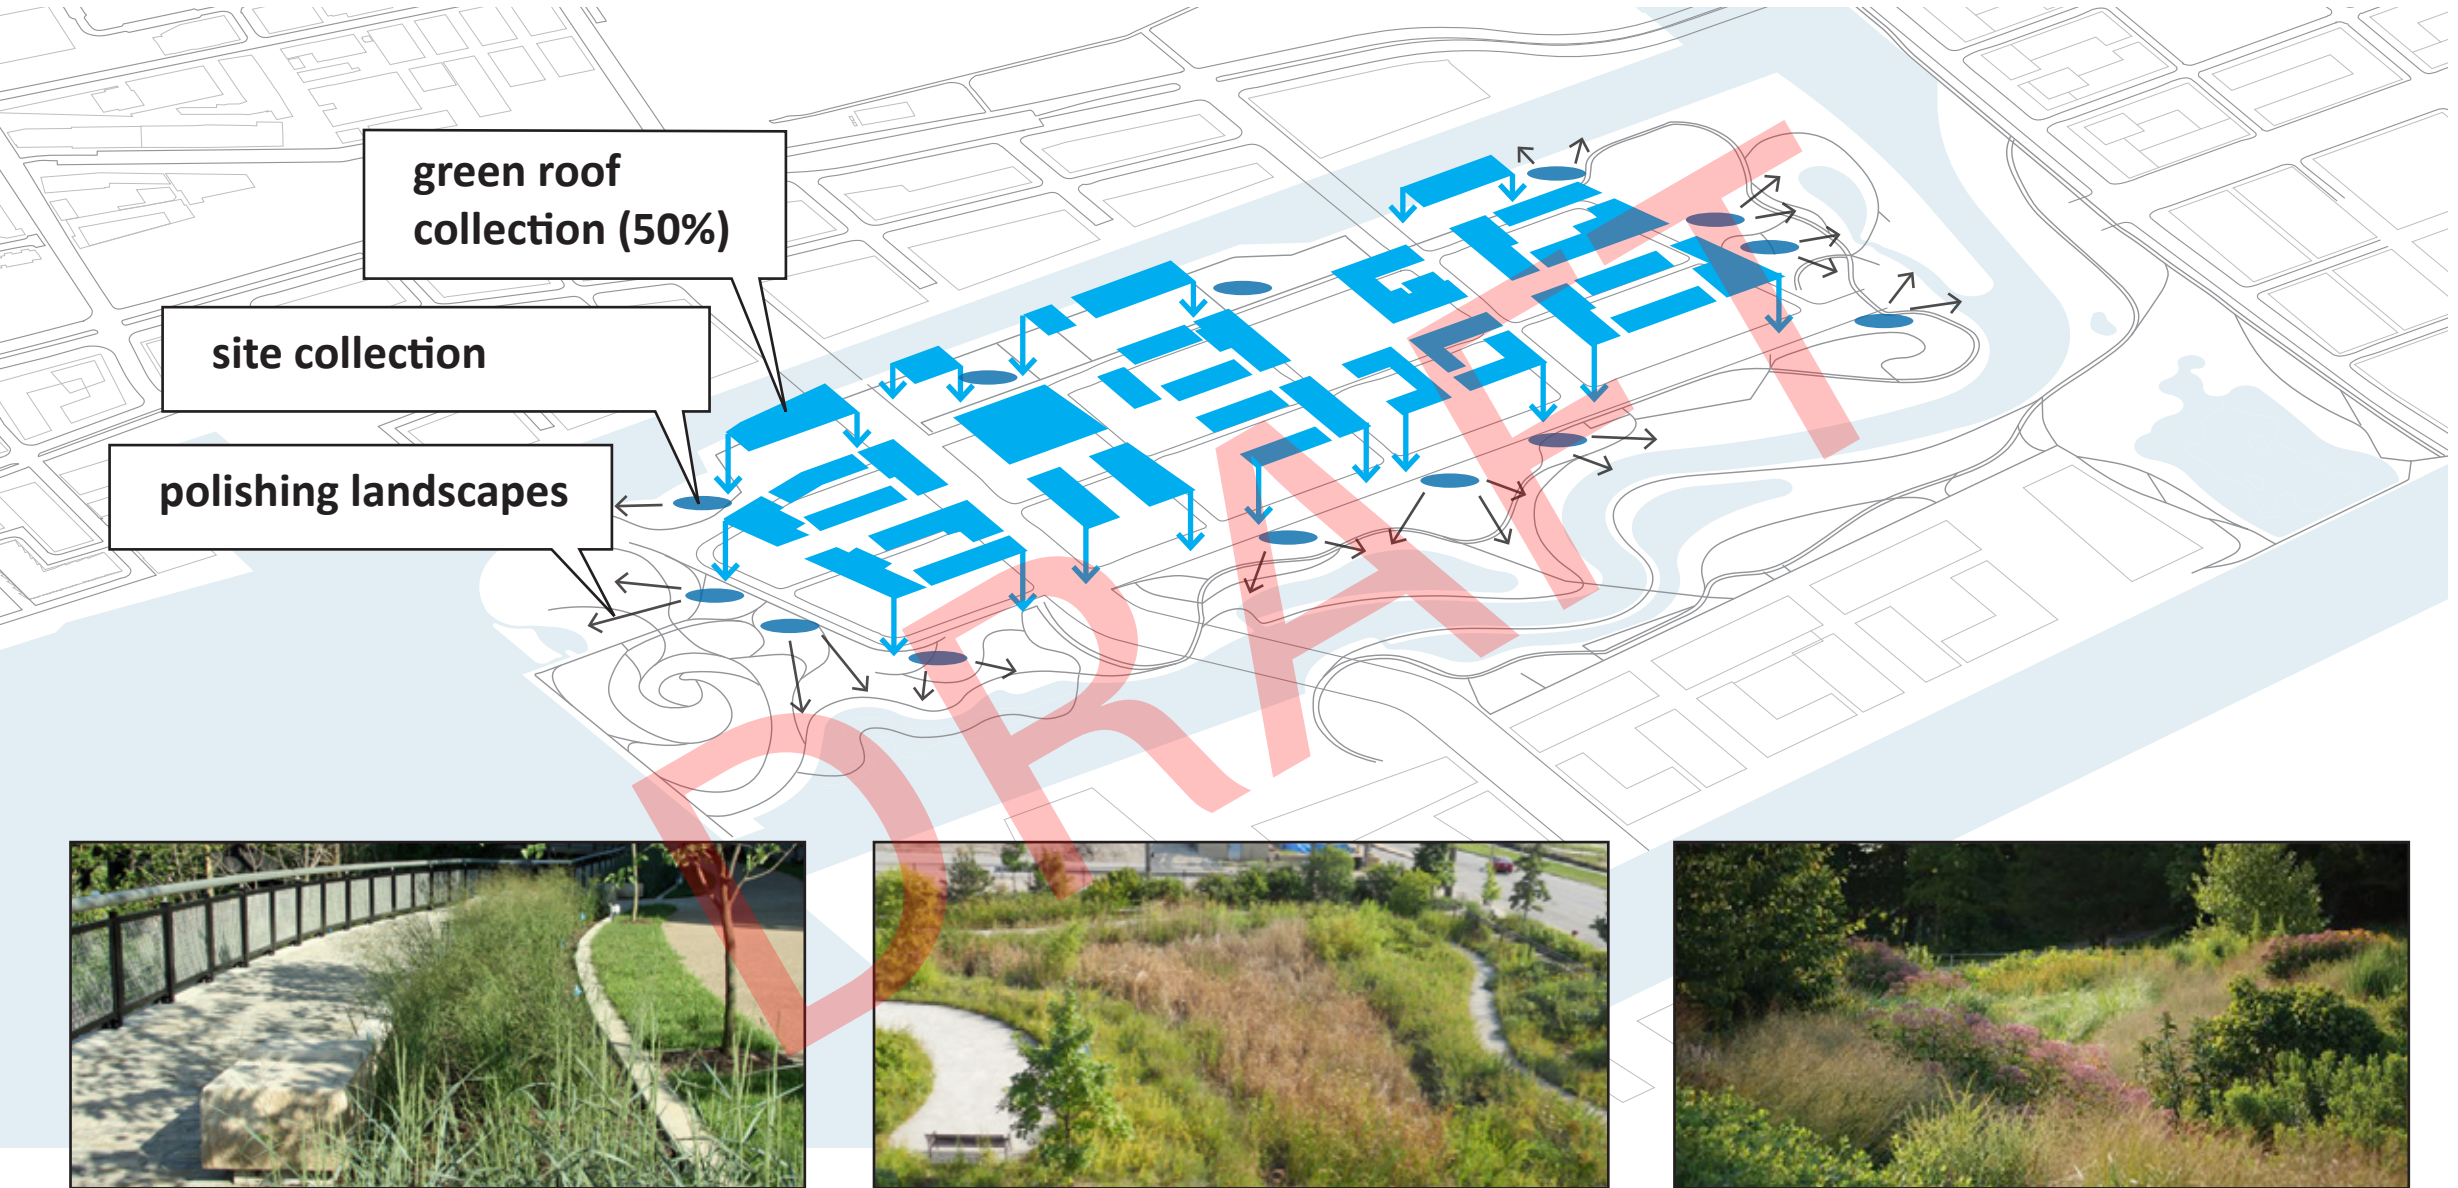 green roof
collection (50%)
site collection
polishing landscapes
DRAFT